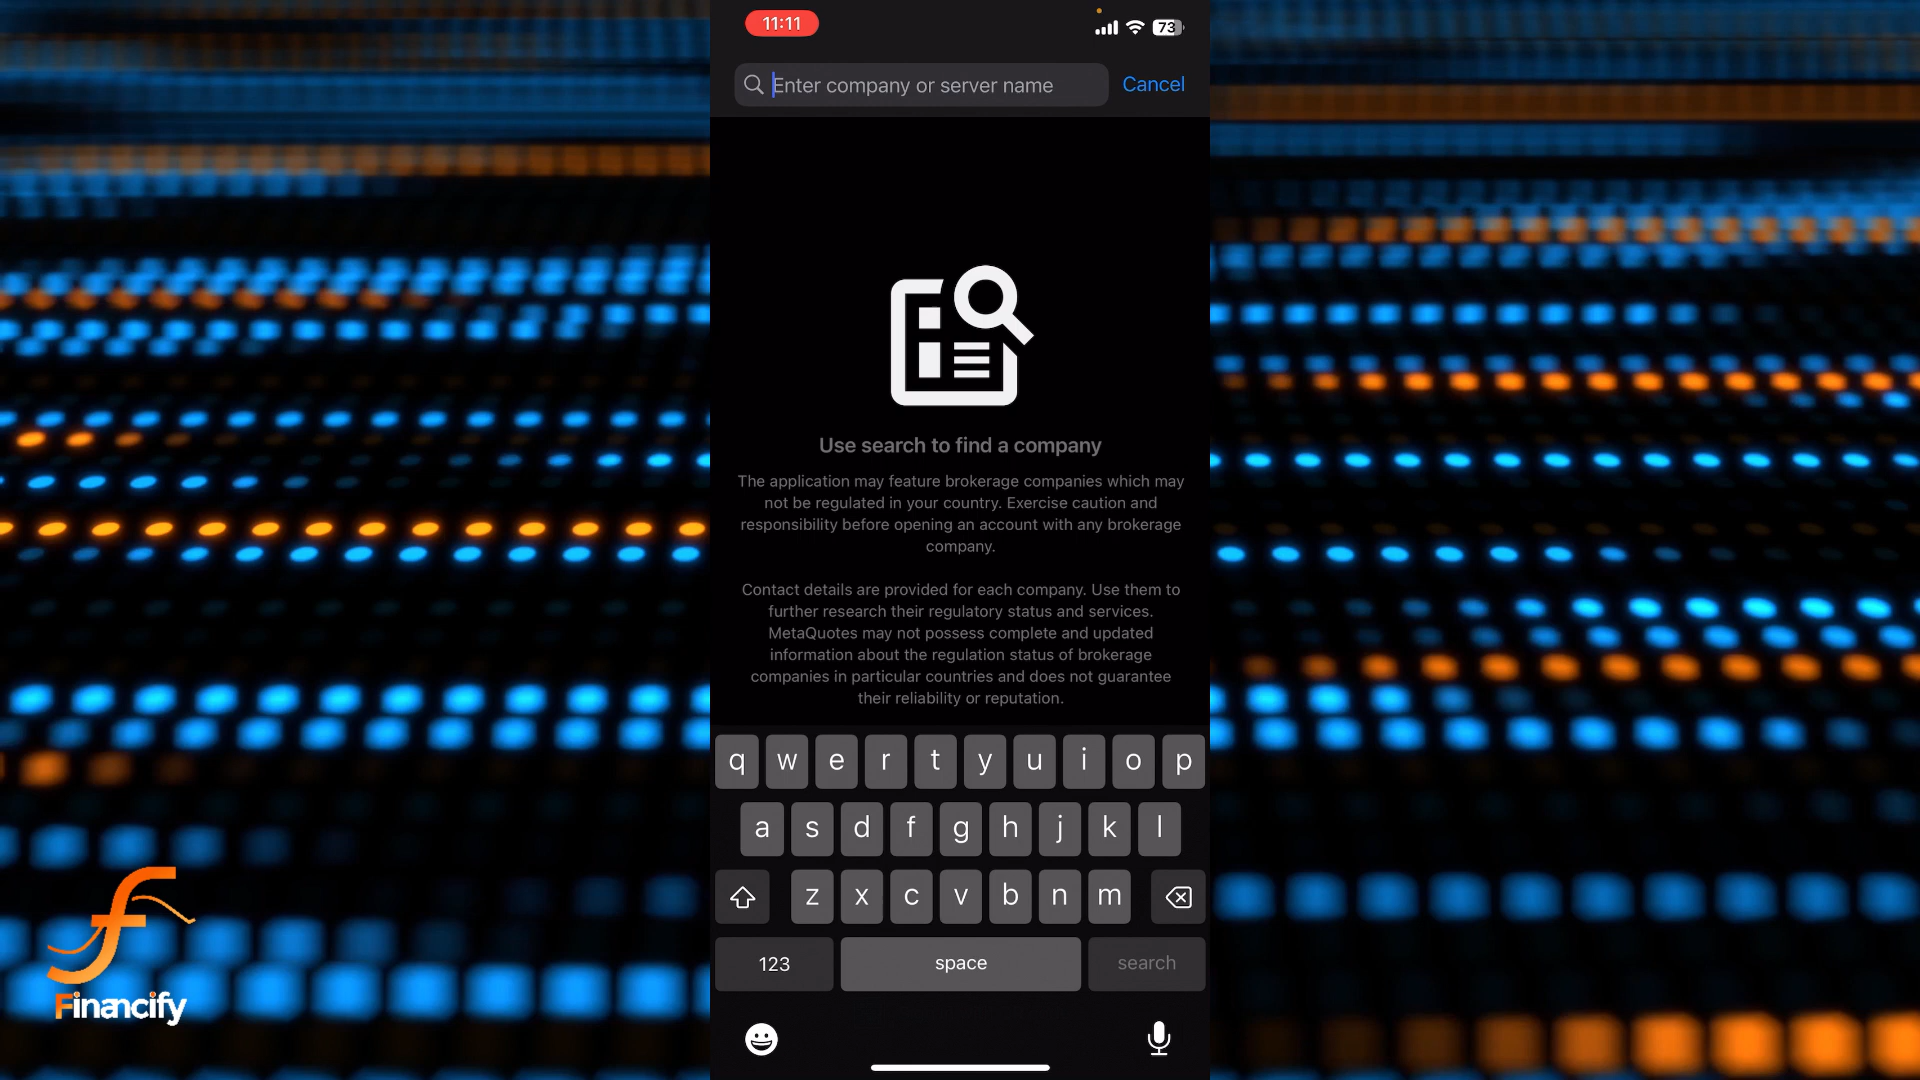 11:11
73
Enter company or server name
Cancel
Use search to find a company
The application may feature brokerage companies which may
not be regulated in your country. Exercise caution and
responsibility before opening an account with any brokerage
company.
Contact details are provided for each company. Use them to
further research their regulatory status and services.
MetaQuotes may not possess complete and updated
information about the regulation status of brokerage
companies in particular countries and does not guarantee
their reliability or reputation.
q w e r t y u i o p
a s d f g h j k l
z x c v b n m
123 space search
Financify